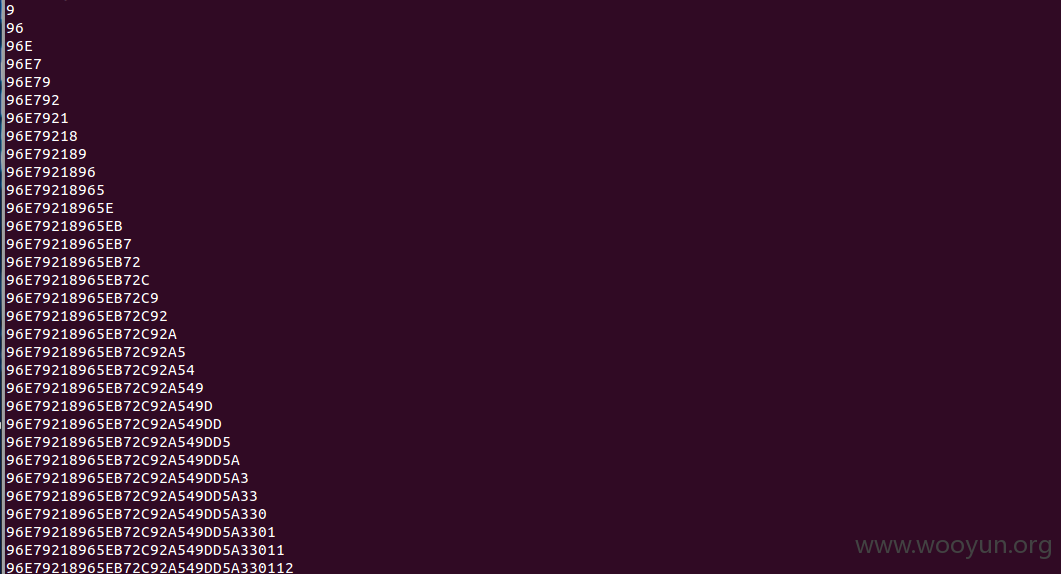 9
96
96E
96E7
96E79
96E792
96E7921
96E79218
96E792189
96E7921896
96E79218965
96E79218965E
96E79218965EB
96E79218965EB7
96E79218965EB72
96E79218965EB72C
96E79218965EB72C9
96E79218965EB72C92
96E79218965EB72C92A
96E79218965EB72C92A5
96E79218965EB72C92A54
96E79218965EB72C92A549
96E79218965EB72C92A549D
96E79218965EB72C92A549DD
96E79218965EB72C92A549DD5
96E79218965EB72C92A549DD5A
96E79218965EB72C92A549DD5A3
96E79218965EB72C92A549DD5A33
96E79218965EB72C92A549DD5A330
96E79218965EB72C92A549DD5A3301
96E79218965EB72C92A549DD5A33011
96E79218965EB72C92A549DD5A330112
www.wooyun.org